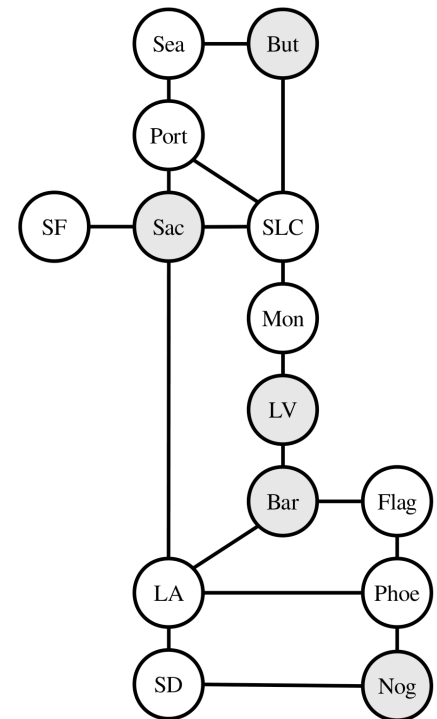 Sea But
Port
SF Sac SLC
Mon
LV
Bar Flag
LA Phoe
SD Nog